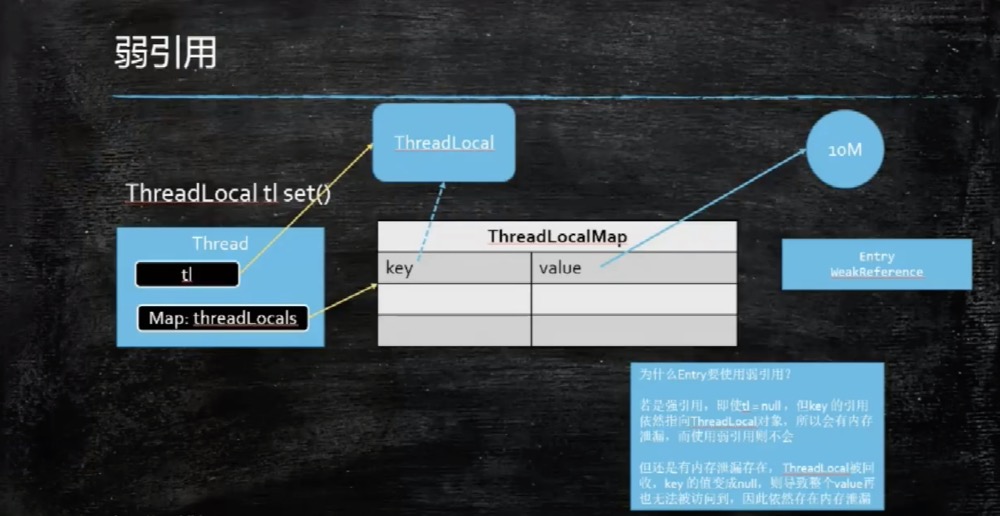 弱引用
ThreadLocal
10M
ThreadLocal tl set()
Thread
tl
Map: threadLocals
ThreadLocalMap
key
value
Entry
WeakReference
为什么Entry要使用弱引用?
若是强引用,即使tl = null,但key 的引用
依然指向ThreadLocal对象,所以会有内存
泄漏,而使用弱引用则不会
但还是有内存泄漏存在,ThreadLocal被回
收,key 的值变成null,则导致整个value再
也无法被访问到,因此依然存在内存泄漏